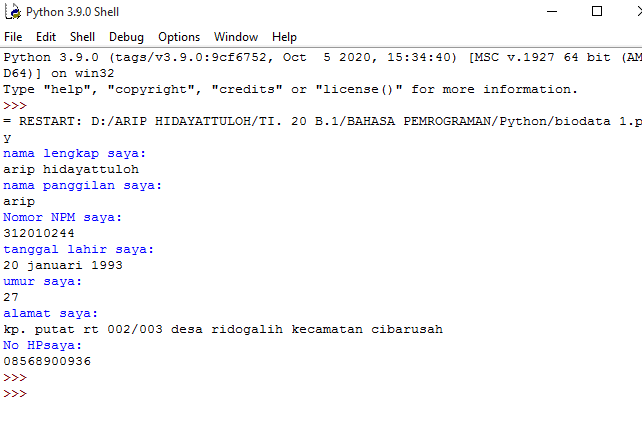 Python 3.9.0 Shell
File Edit Shell Debug Options Window Help
Python 3.9.0 (tags/v3.9.0:9cf6752, Oct  5 2020, 15:34:40) [MSC v.1927 64 bit (AM
D64)] on win32
Type "help", "copyright", "credits" or "license()" for more information.
>>>
= RESTART: D:/ARIP HIDAYATTULOH/TI. 20 B.1/BAHASA PEMROGRAMAN/Python/biodata 1.p
y
nama lengkap saya:
arip hidayattuloh
nama panggilan saya:
arip
Nomor NPM saya:
312010244
tanggal lahir saya:
20 januari 1993
umur saya:
27
alamat saya:
kp. putat rt 002/003 desa ridogalih kecamatan cibarusah
No HPsaya:
08568900936
>>>
>>>